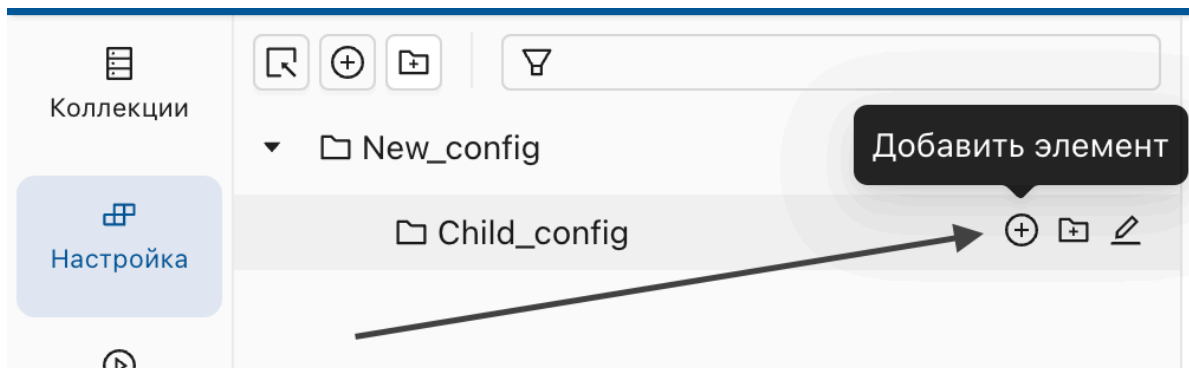 Коллекции
New_config
Добавить элемент
Child_config
Настройка